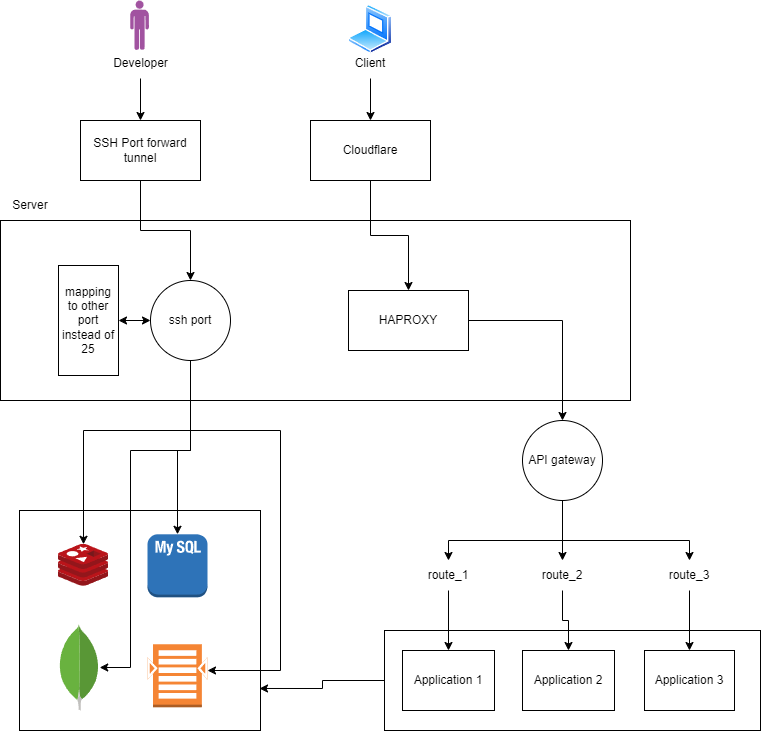 Developer
Client
SSH Port forward
tunnel
Cloudflare
Server
mapping
to other
port
instead of
25
ssh port
HAPROXY
API gateway
My SQL
route_1
route_2
route_3
Application 1
Application 2
Application 3